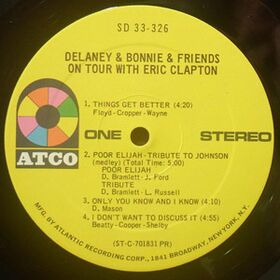 SD 33-326
DELANEY & BONNIE & FRIENDS
ON TOUR WITH ERIC CLAPTON
1. THINGS GET BETTER (4:20)
Floyd-Cropper-Wayne
ONE
STEREO
ATCO
2. POOR ELIJAH-TRIBUTE TO JOHNSON
(medley) (Total Time: 5:00)
POOR ELIJAH
D. Bramlett-J. Ford
TRIBUTE
D. Bramlett-L. Russell
3. ONLY YOU KNOW AND I KNOW (4:10)
D. Mason
4. I DON'T WANT TO DISCUSS IT (4:55)
Beatty-Cooper-Shelby
(ST-C-701831 PR)
MFG. BY ATLANTIC RECORDING CORP., 1841 BROADWAY, NEW YORK, N.Y.